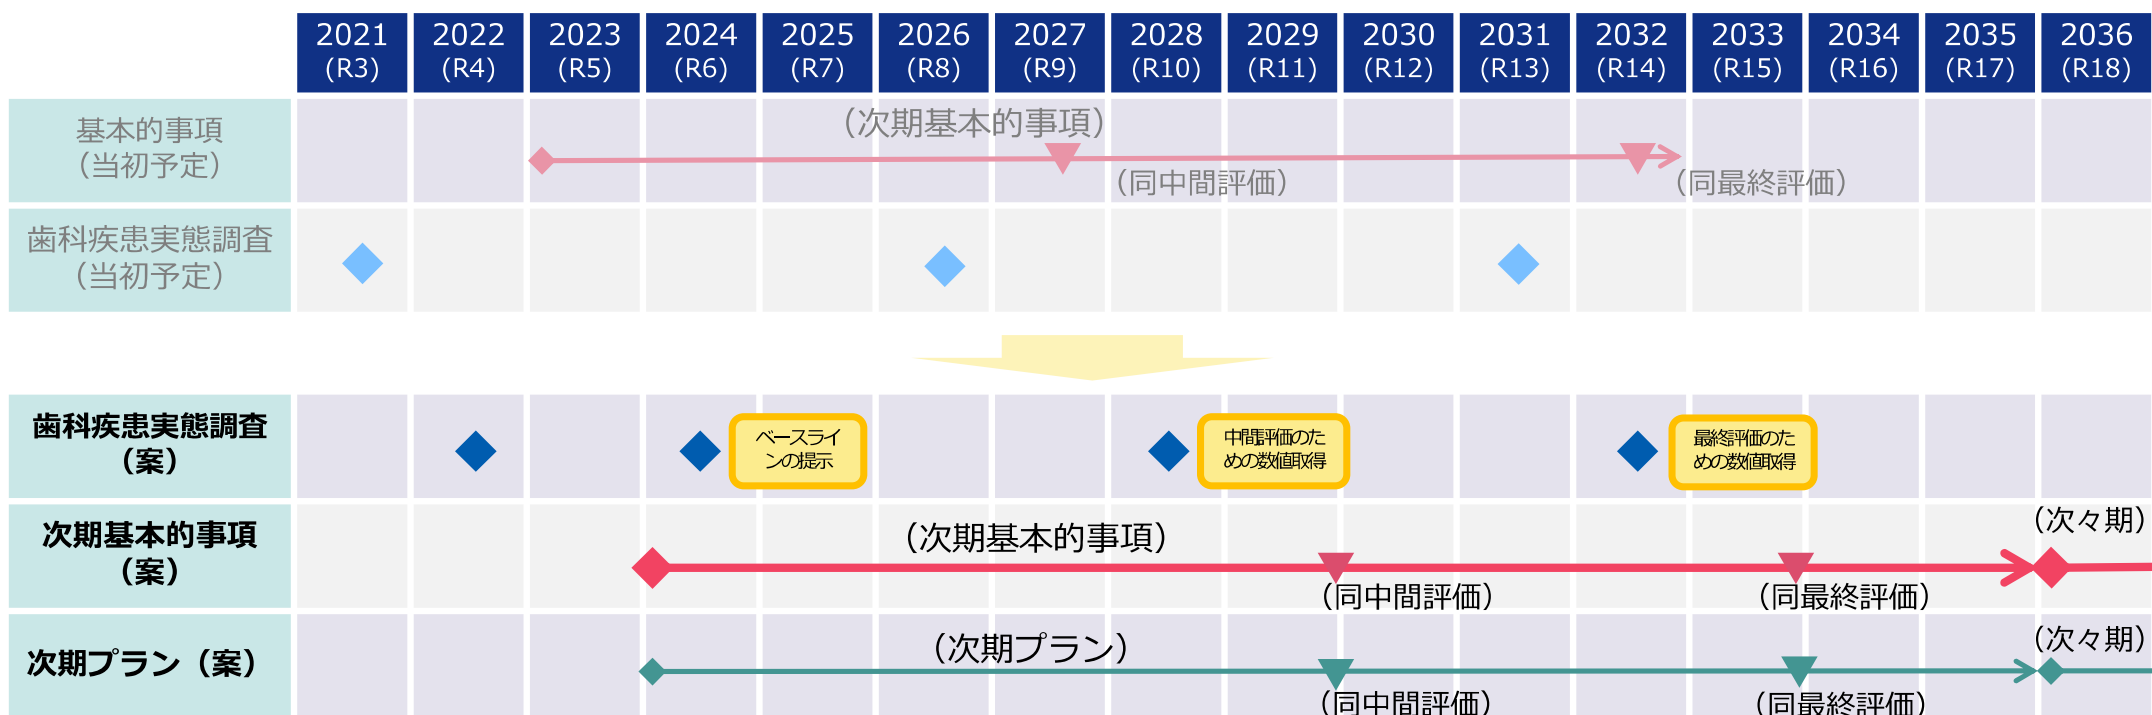 2021 2022 2023 2024 2025 2026 2027 2028 2029 2030 2031 2032 2033 2034 2035 2036
(R3) (R4) (R5) (R6) (R7) (R8) (R9) (R10) (R11) (R12) (R13) (R14) (R15) (R16) (R17) (R18)
基本的事項
（当初予定）
（次期基本的事項）
（同中間評価）
（同最終評価）
歯科疾患実態調査
（当初予定）
歯科疾患実態調査
（案）
ベースライ
ンの提示
中間評価のた
めの数値取得
最終評価のた
めの数値取得
次期基本的事項
（案）
（次期基本的事項）
（同中間評価）
（同最終評価）
（次々期）
次期プラン（案）
（次期プラン）
（同中間評価）
（同最終評価）
（次々期）